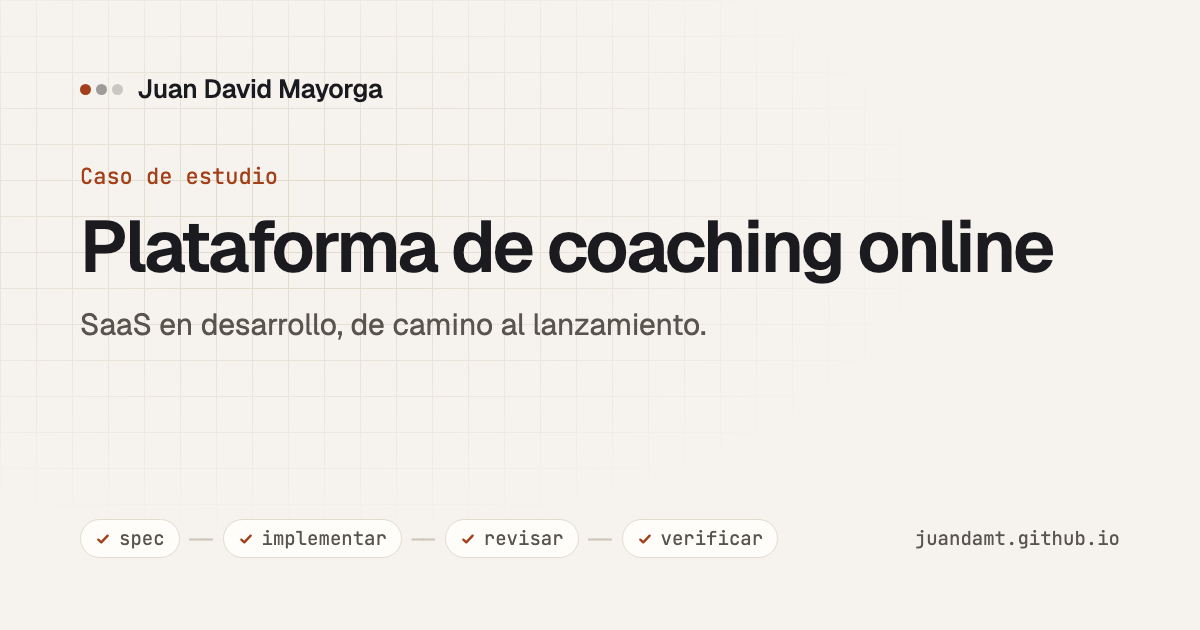 Juan David Mayorga
Caso de estudio
Plataforma de coaching online
SaaS en desarrollo, de camino al lanzamiento.
spec — implementar — revisar — verificar
juandamt.github.io